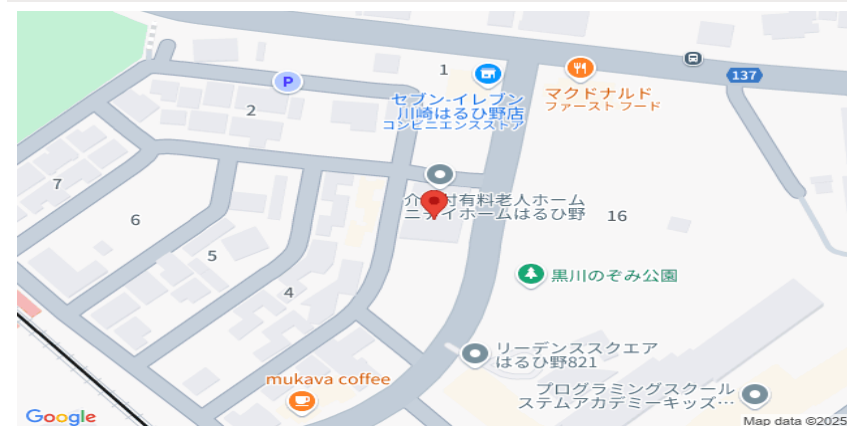 1
セブン-イレブン
川崎はるひ野店
コンビニエンスストア
マクドナルド
ファースト フード
137
P
2
7
6
5
4
介 付有料老人ホーム
ニチイホームはるひ野
16
黒川のぞみ公園
リーデンススクエア
はるひ野821
mukava coffee
プログラミングスクール
ステムアカデミーキッズ…
Google
Map data ©2025